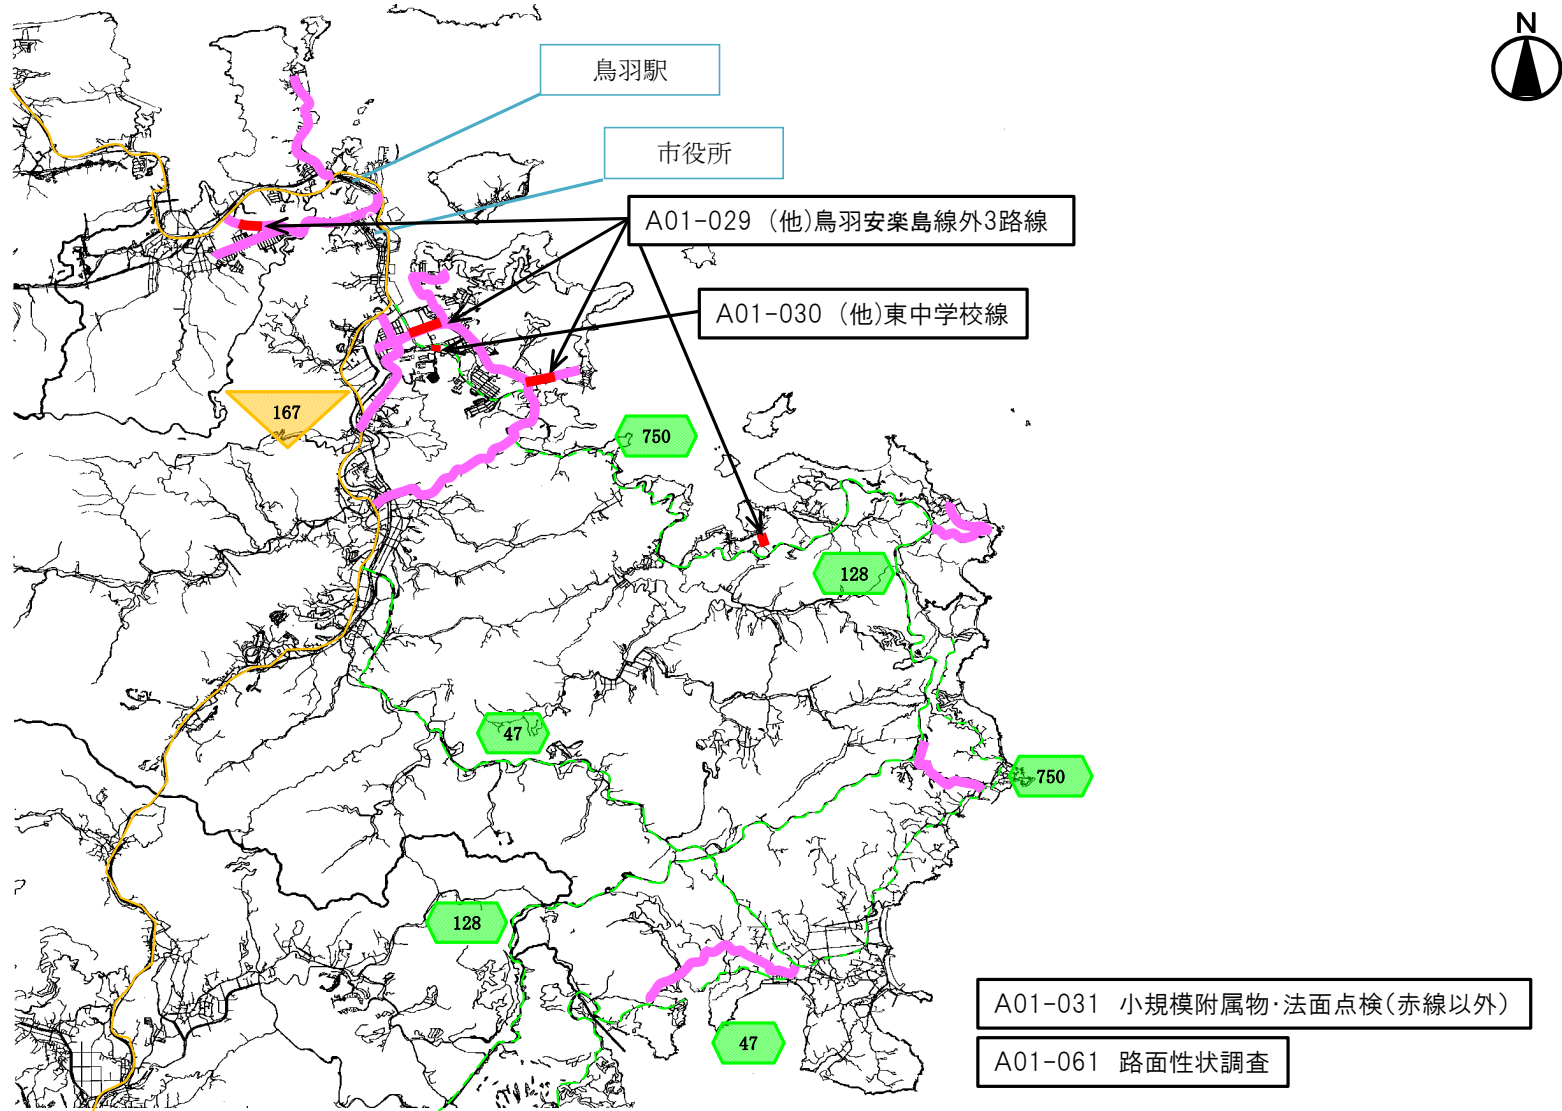 N
鳥羽駅
市役所
A01-029 (他)鳥羽安楽島線外3路線
A01-030 (他)東中学校線
167
750
128
47
750
128
47
A01-031 小規模附属物・法面点検(赤線以外)
A01-061 路面性状調査